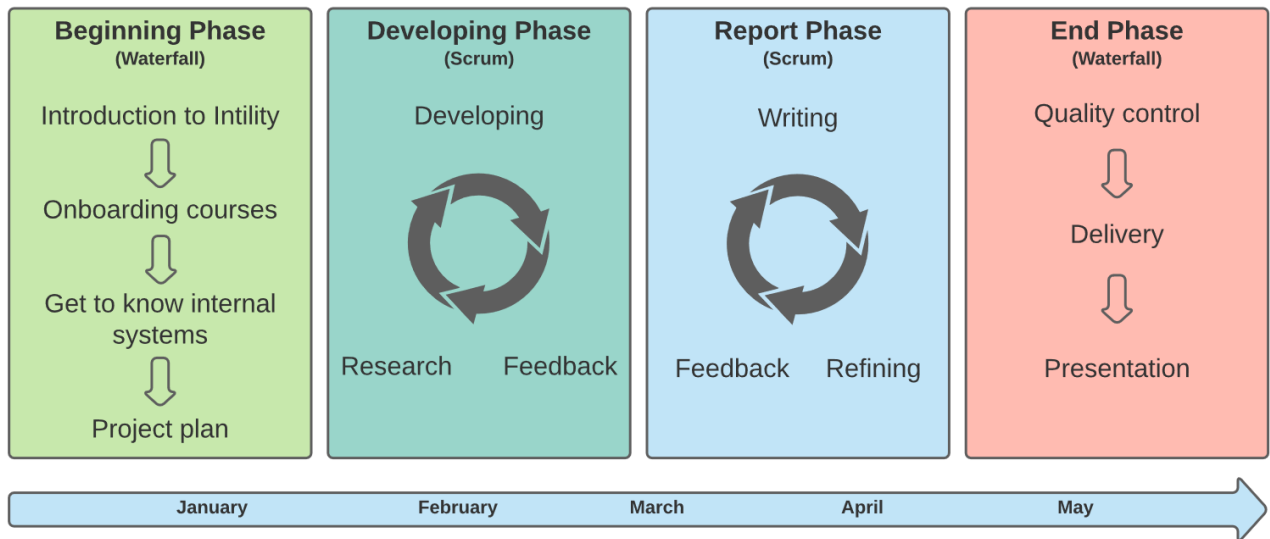 Beginning Phase
(Waterfall)
Introduction to Intility
Onboarding courses
Get to know internal
systems
Project plan
Developing Phase
(Scrum)
Developing
Research
Feedback
Report Phase
(Scrum)
Writing
Feedback
Refining
End Phase
(Waterfall)
Quality control
Delivery
Presentation
January
February
March
April
May